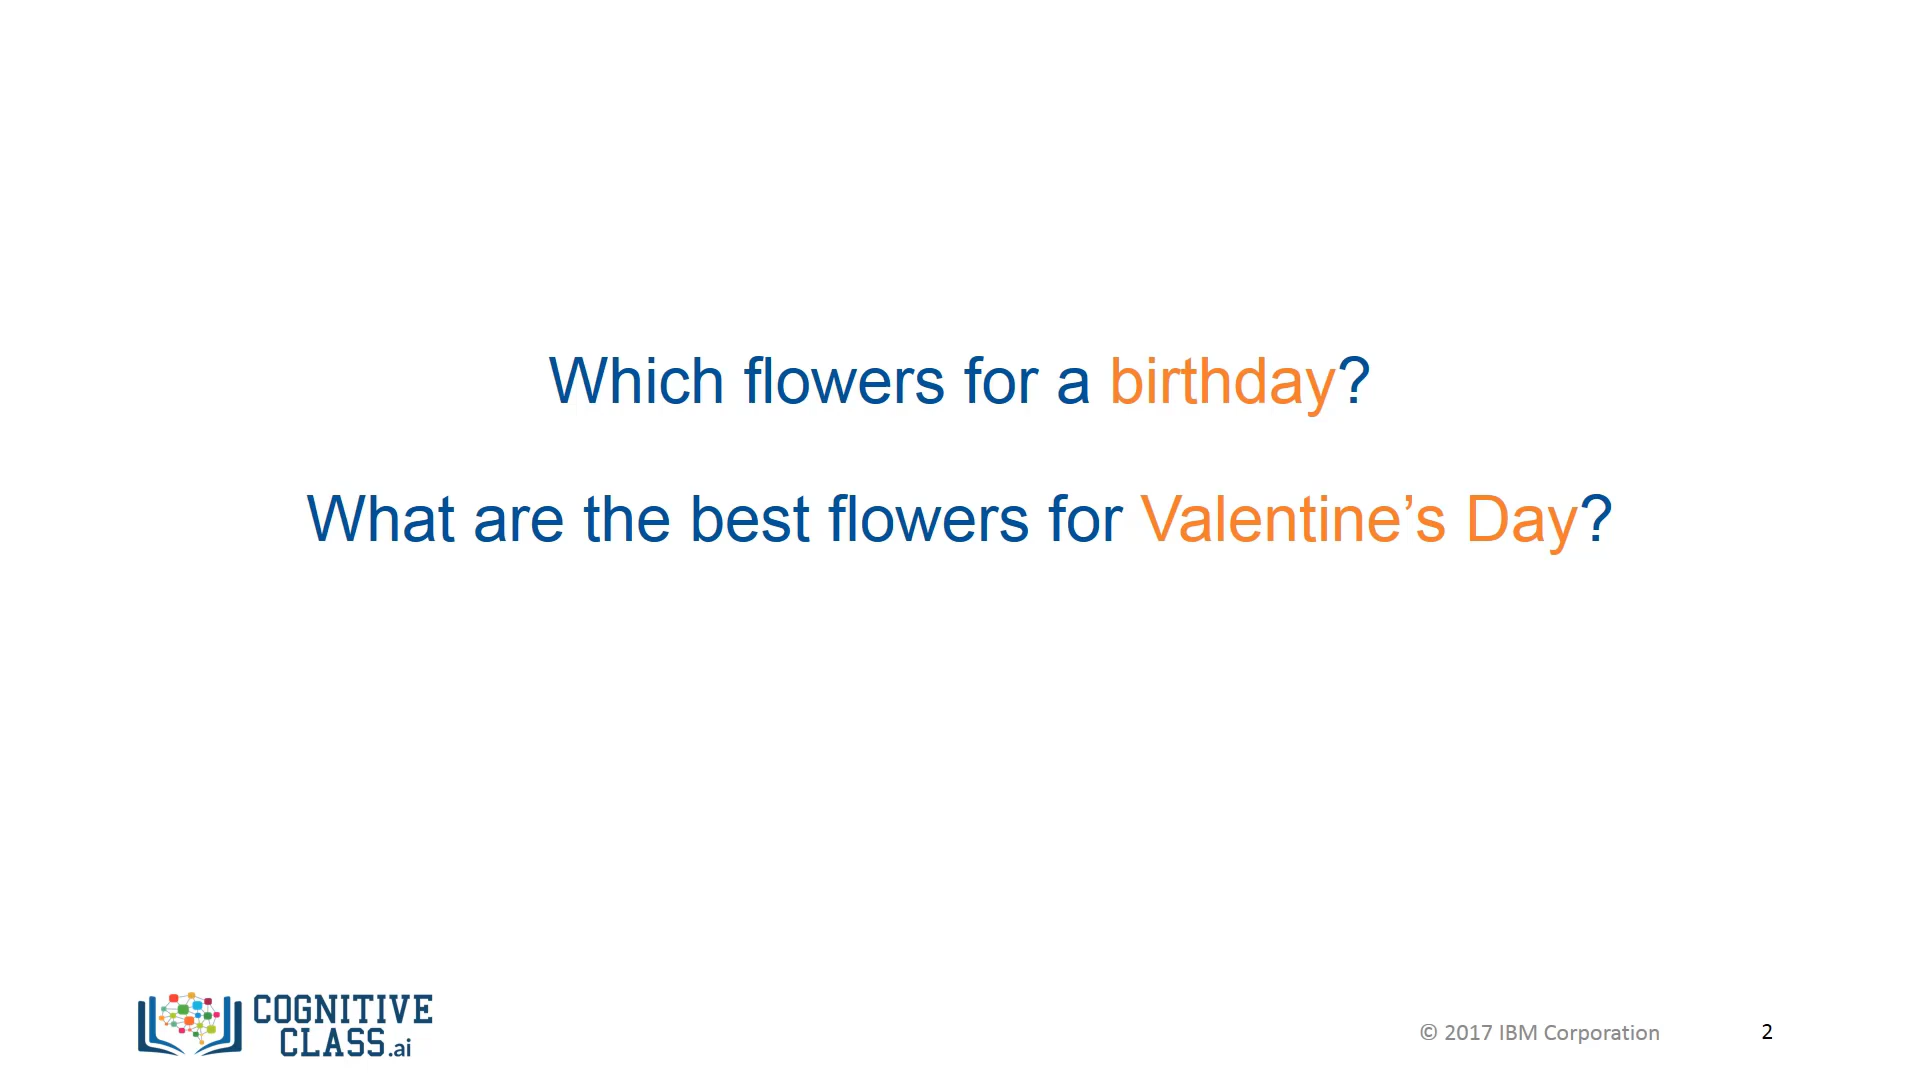 Which flowers for a birthday?
What are the best flowers for Valentine’s Day?
COGNITIVE
CLASS.ai
© 2017 IBM Corporation
2